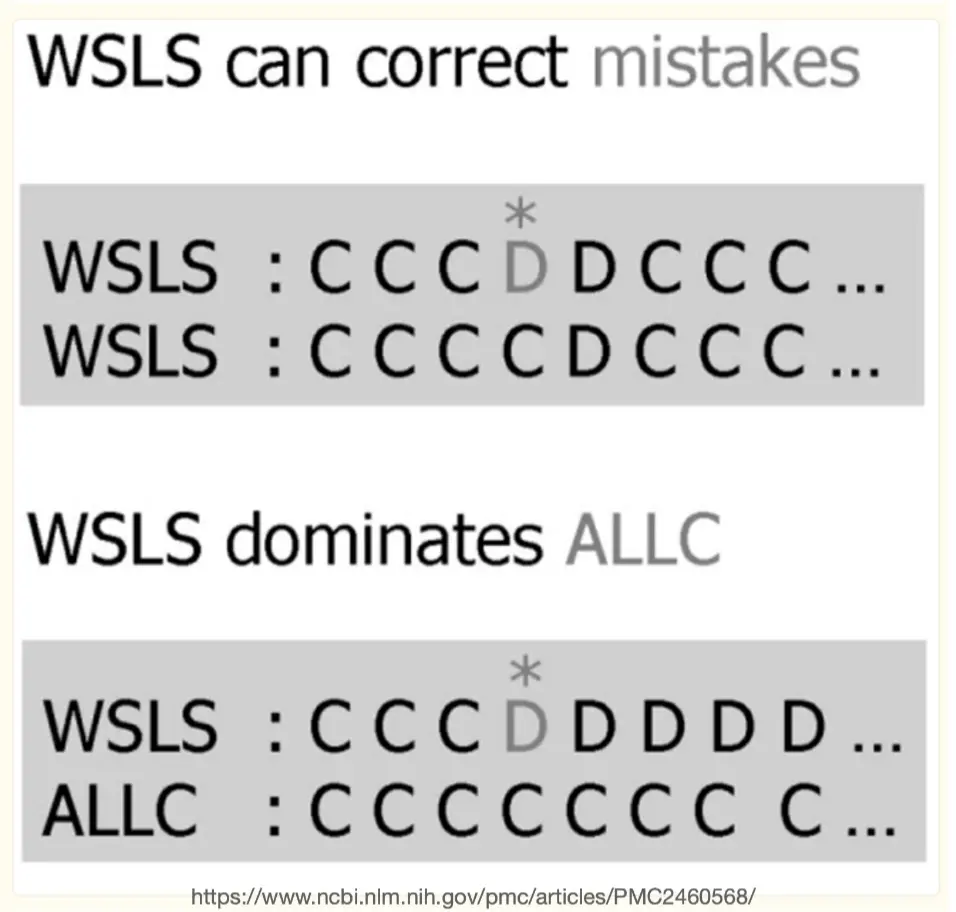 WSLS can correct mistakes
*
WSLS : C C C D D C C C ...
WSLS : C C C C D C C C ...
WSLS dominates ALLC
*
WSLS : C C C D D D D D ...
ALLC : C C C C C C C C ...
https://www.ncbi.nlm.nih.gov/pmc/articles/PMC2460568/